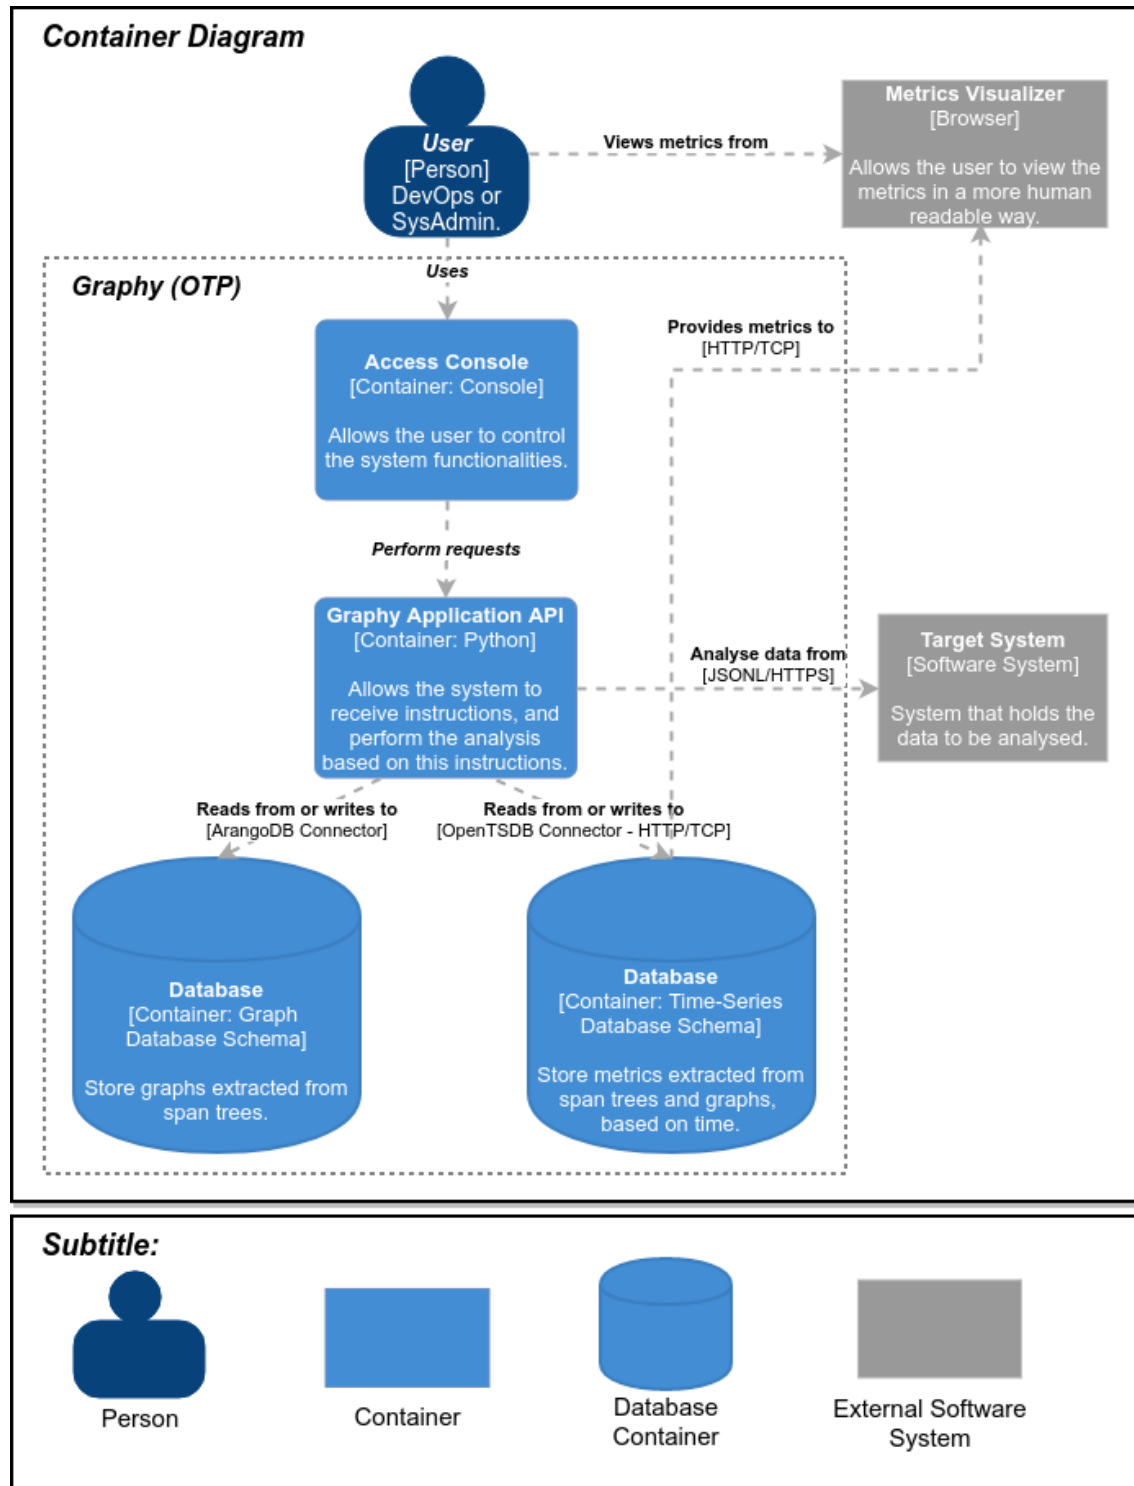 Container Diagram
User
[Person]
DevOps or
SysAdmin.
Views metrics from
Metrics Visualizer
[Browser]
Allows the user to view the
metrics in a more human
readable way.
Uses
Graphy (OTP)
Access Console
[Container: Console]
Allows the user to control
the system functionalities.
Provides metrics to
[HTTP/TCP]
Perform requests
Graphy Application API
[Container: Python]
Allows the system to
receive instructions, and
perform the analysis
based on this instructions.
Analyse data from
[JSONL/HTTPS]
Target System
[Software System]
System that holds the
data to be analysed.
Reads from or writes to
[ArangoDB Connector]
Reads from or writes to
[OpenTSDB Connector - HTTP/TCP]
Database
[Container: Graph
Database Schema]
Store graphs extracted from
span trees.
Database
[Container: Time-Series
Database Schema]
Store metrics extracted from
span trees and graphs,
based on time.
Subtitle:
Person
Container
Database
Container
External Software
System